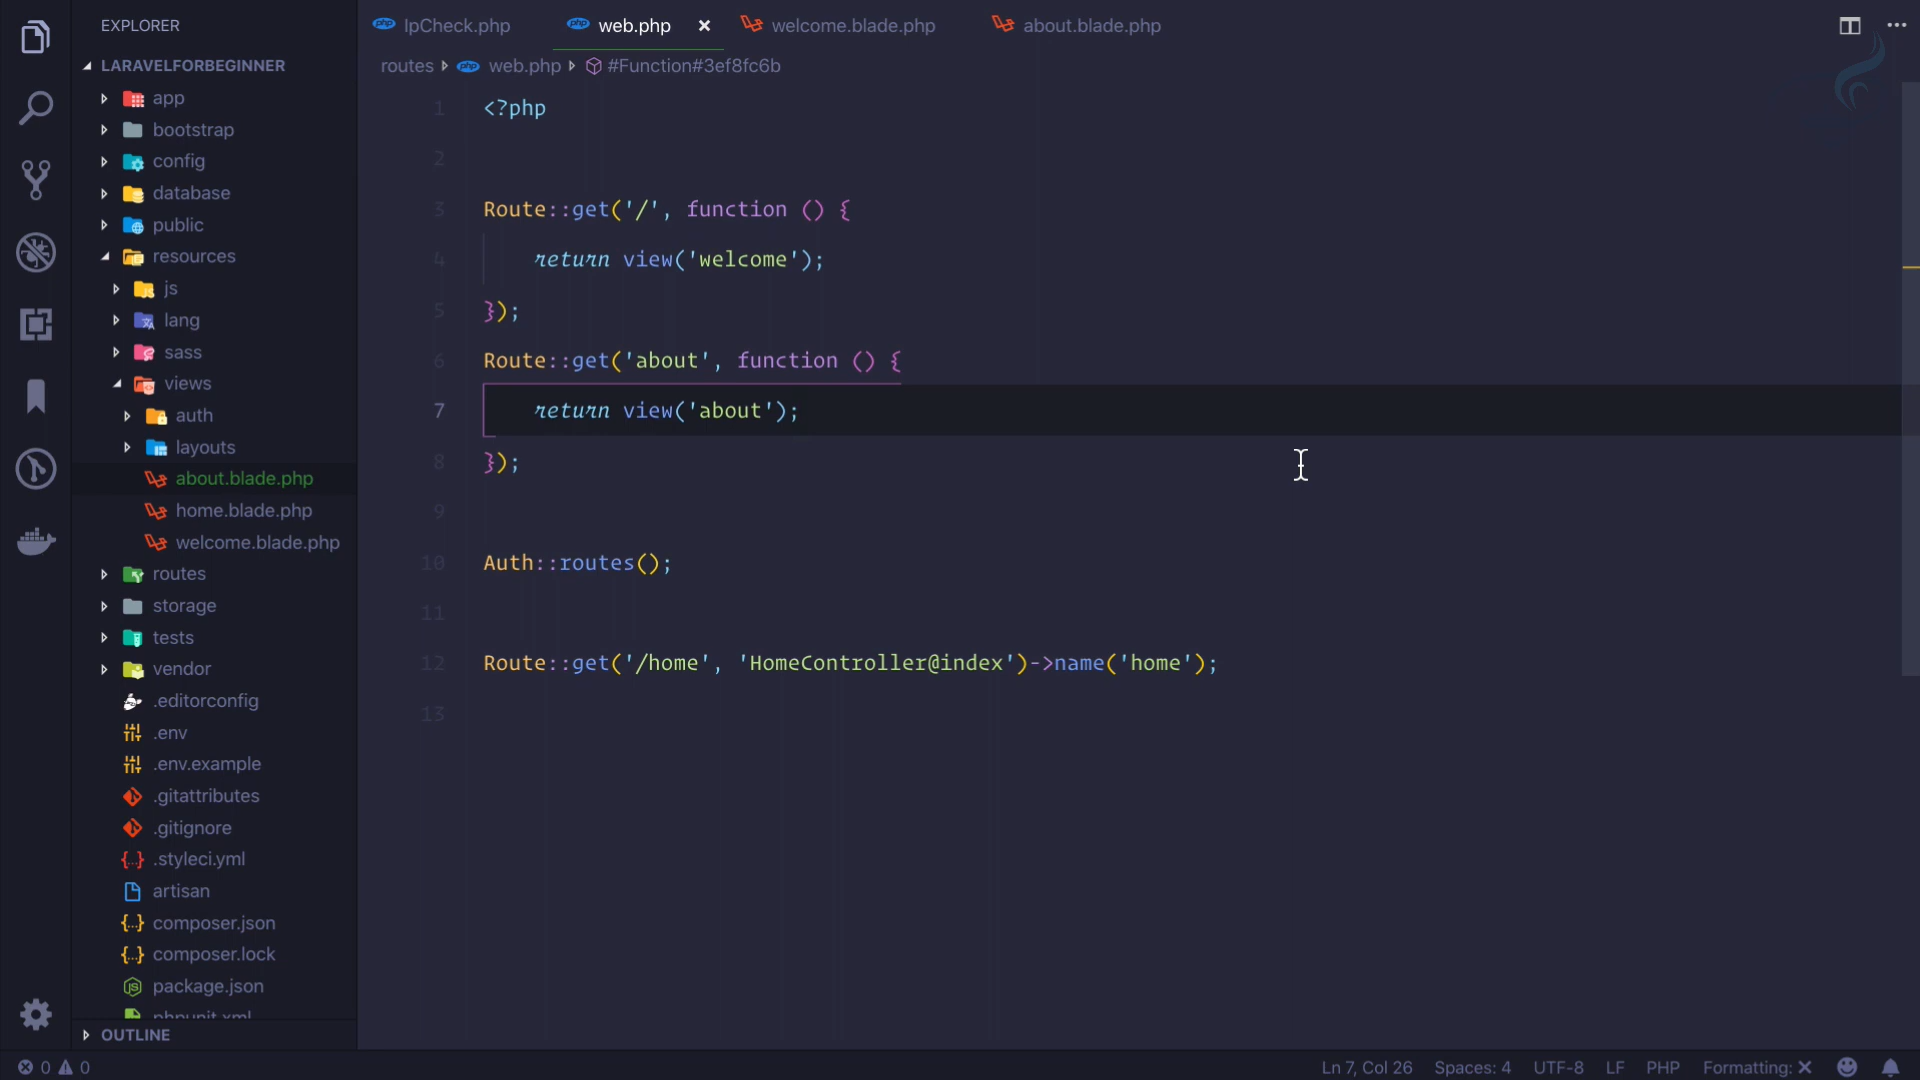 EXPLORER
LARAVELFORBEGINNER
app
bootstrap
config
database
public
resources
js
lang
sass
views
auth
layouts
about.blade.php
home.blade.php
welcome.blade.php
routes
storage
tests
vendor
.editorconfig
.env
.env.example
.gitattributes
.gitignore
.styleci.yml
artisan
composer.json
composer.lock
package.json
phpunit.xml
OUTLINE
IpCheck.php web.php welcome.blade.php about.blade.php
routes web.php #Function#3ef8fc6b
1 <?php
2
3 Route::get('/', function () {
4 return view('welcome');
5 });
6 Route::get('about', function () {
7 return view('about');
8 });
9
10 Auth::routes();
11
12 Route::get('/home', 'HomeController@index')->name('home');
13
0 0 Ln 7, Col 26 Spaces: 4 UTF-8 LF PHP Formatting: X